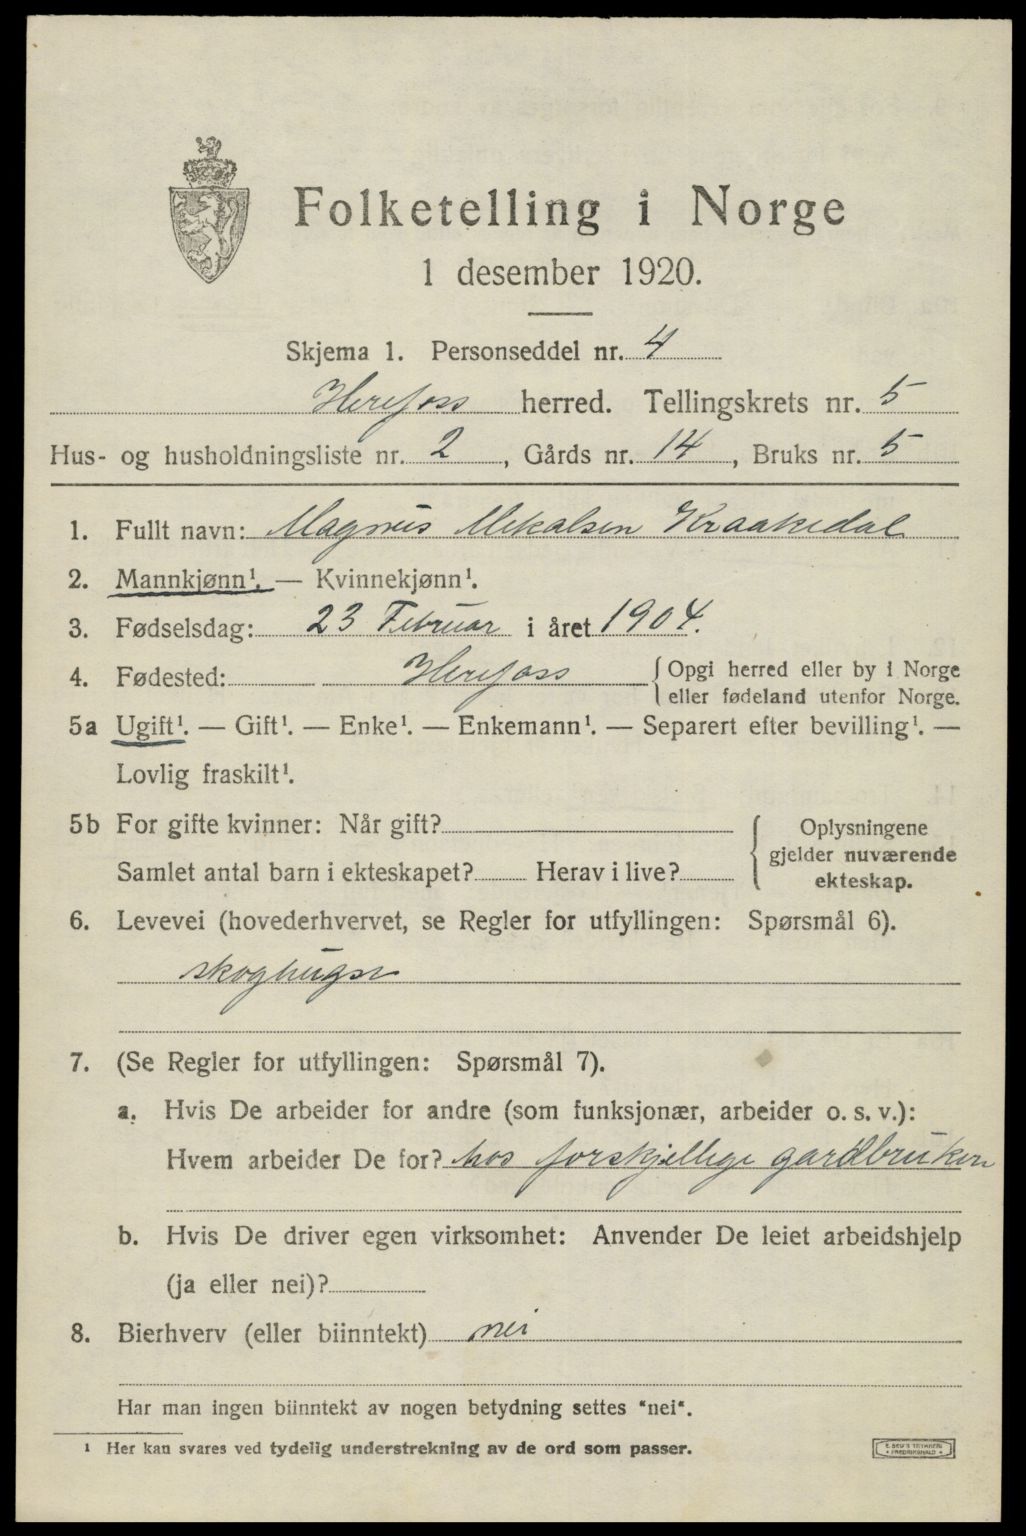 Folketelling i Norge
1 desember 1920.
Skjema 1. Personseddel nr. 4
Herefoss herred. Tellingskrets nr. 5
Hus- og husholdningsliste nr. 2, Gårds nr. 14, Bruks nr. 5
1. Fullt navn: Magnus Mekalsen Kraakedal
2. Mannkjønn¹. — Kvinnekjønn¹.
3. Fødselsdag: 23 Februar i året 1904.
4. Fødested: Herefoss { Opgi herred eller by i Norge
eller fødeland utenfor Norge.
5a Ugift¹. — Gift¹. — Enke¹. — Enkemann¹. — Separert efter bevilling¹. —
Lovlig fraskilt¹.
5b For gifte kvinner: Når gift?
Samlet antal barn i ekteskapet? Herav i live?
{ Oplysningene
gjelder nuværende
ekteskap.
6. Levevei (hovederhvervet, se Regler for utfyllingen: Spørsmål 6).
skoghugser
7. (Se Regler for utfyllingen: Spørsmål 7).
a. Hvis De arbeider for andre (som funksjonær, arbeider o. s. v.):
Hvem arbeider De for? hos forskjellige gardbruken
b. Hvis De driver egen virksomhet: Anvender De leiet arbeidshjelp
(ja eller nei)?
8. Bierhverv (eller biinntekt) nei
Har man ingen biinntekt av nogen betydning settes "nei".
¹ Her kan svares ved tydelig understrekning av de ord som passer.
FREDRIKSHALD